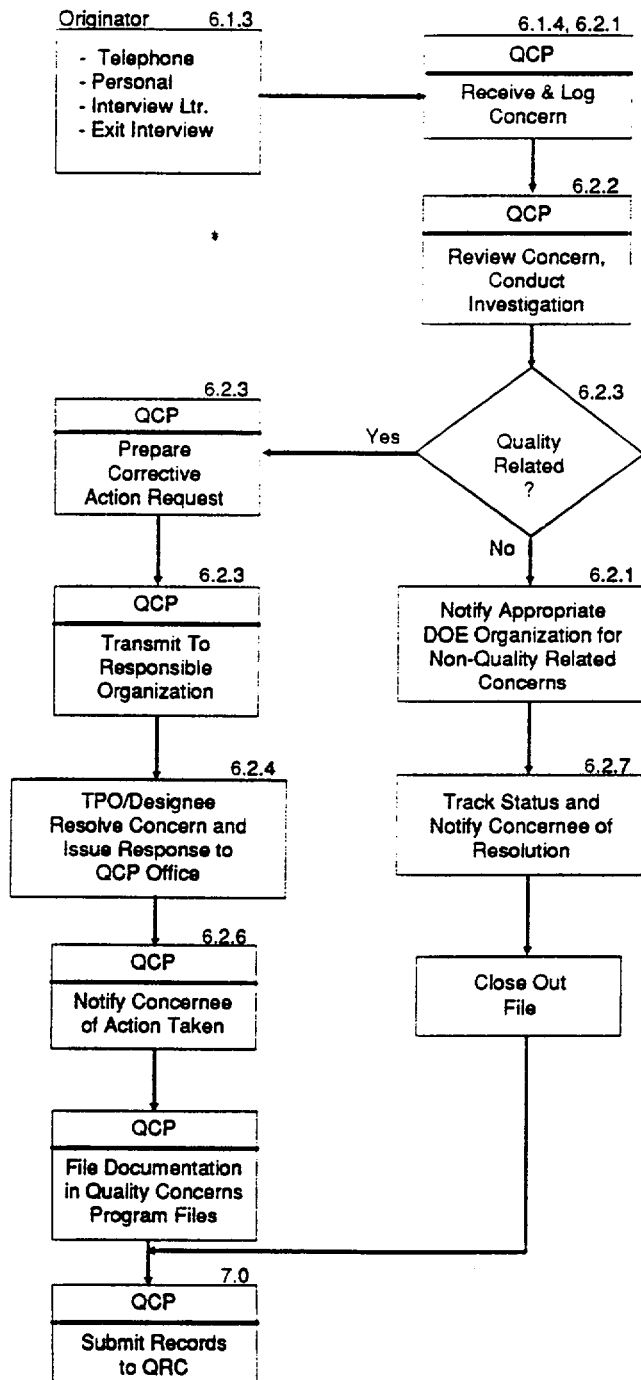 Originator 6.1.3
- Telephone
- Personal
- Interview Ltr.
- Exit Interview
6.1.4, 6.2.1
QCP
Receive & Log
Concern
6.2.2
QCP
Review Concern,
Conduct
Investigation
6.2.3
Quality
Related
?
Yes
No
6.2.3
QCP
Prepare
Corrective
Action Request
6.2.3
QCP
Transmit To
Responsible
Organization
6.2.4
TPO/Designee
Resolve Concern and
Issue Response to
QCP Office
6.2.6
QCP
Notify Concernee
of Action Taken
QCP
File Documentation
in Quality Concerns
Program Files
6.2.1
Notify Appropriate
DOE Organization for
Non-Quality Related
Concerns
6.2.7
Track Status and
Notify Concernee of
Resolution
Close Out
File
7.0
QCP
Submit Records
to QRC